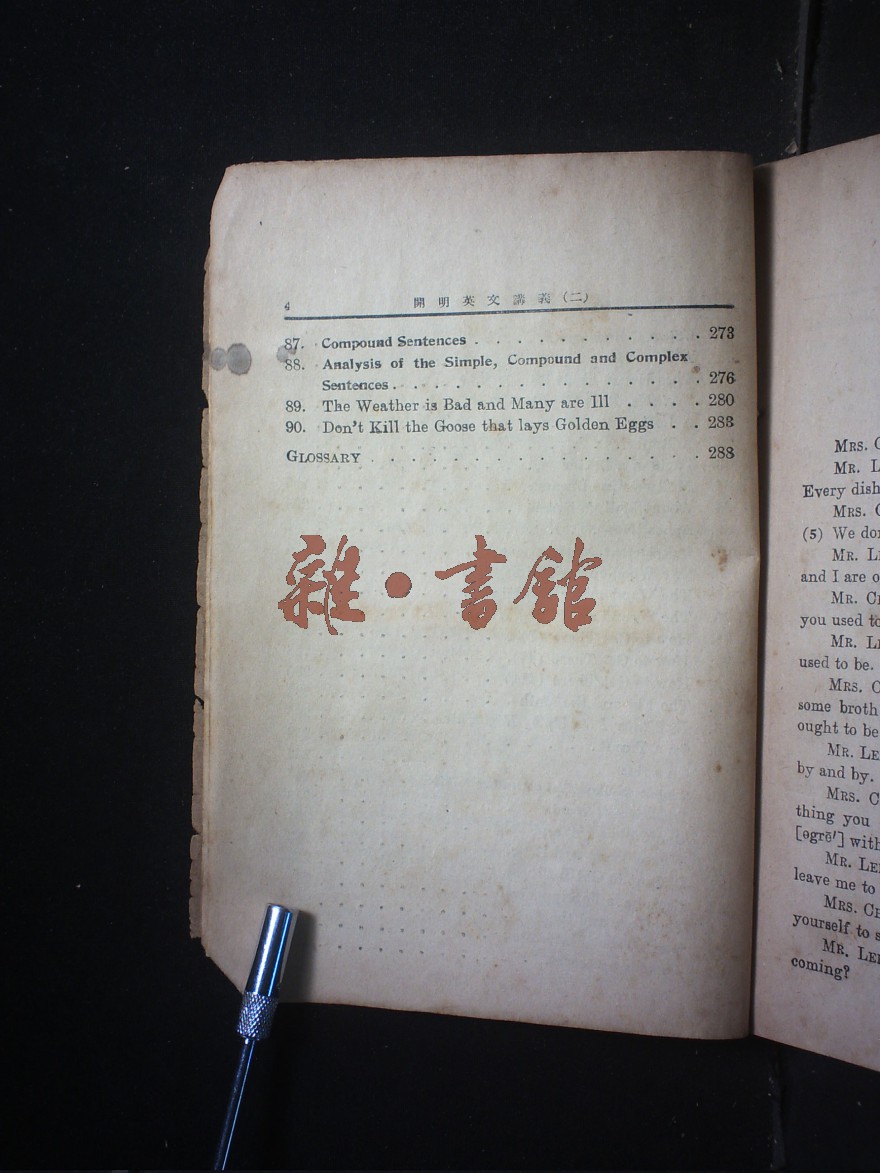 4 開明英文講義(二)
87. Compound Sentences . . . . . . . . . . . 273
88. Analysis of the Simple, Compound and Complex
Sentences . . . . . . . . . . . . . . . 276
89. The Weather is Bad and Many are Ill . . . . 280
90. Don't Kill the Goose that lays Golden Eggs . . 283
GLOSSARY . . . . . . . . . . . . . . . . 288
雜·書館
MRS.
MR.
Every dish
MRS.
(5) We
MR.
and I are
MR.
you used
MR.
used to be.
MRS.
some broth
ought to be
MR.
by and by.
MRS.
thing you
[əgrē′]
MR.
leave me to
MRS.
yourself to
MR.
coming?